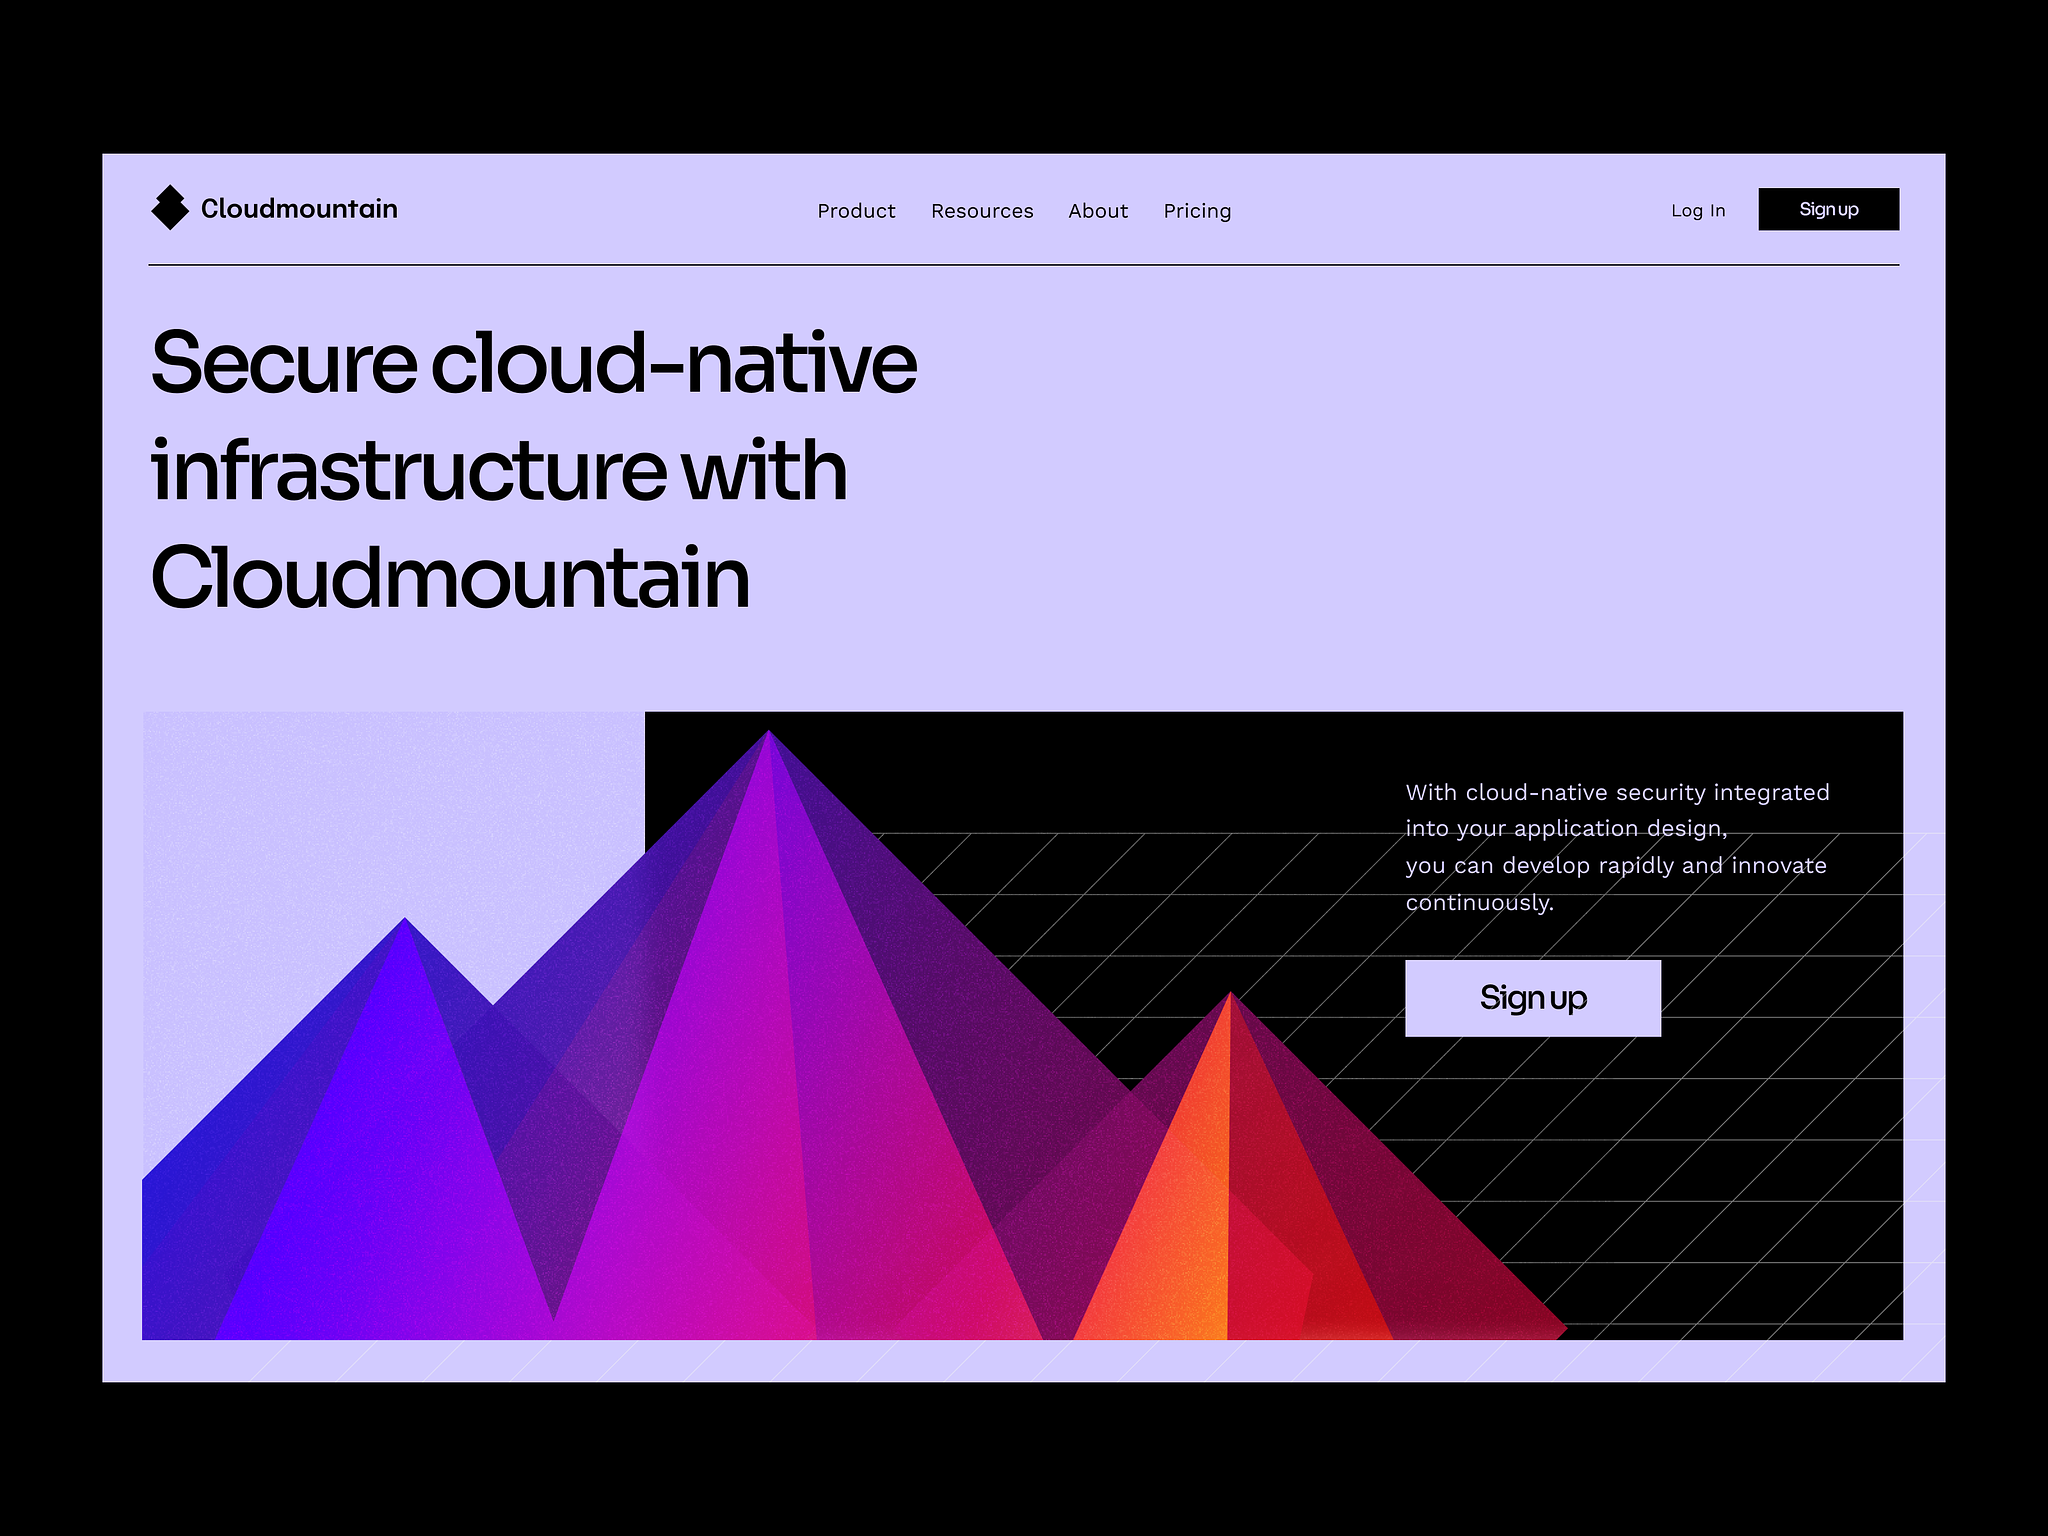 Cloudmountain
Product Resources About Pricing
Log In
Sign up
Secure cloud-native
infrastructure with
Cloudmountain
With cloud-native security integrated
into your application design,
you can develop rapidly and innovate
continuously.
Sign up